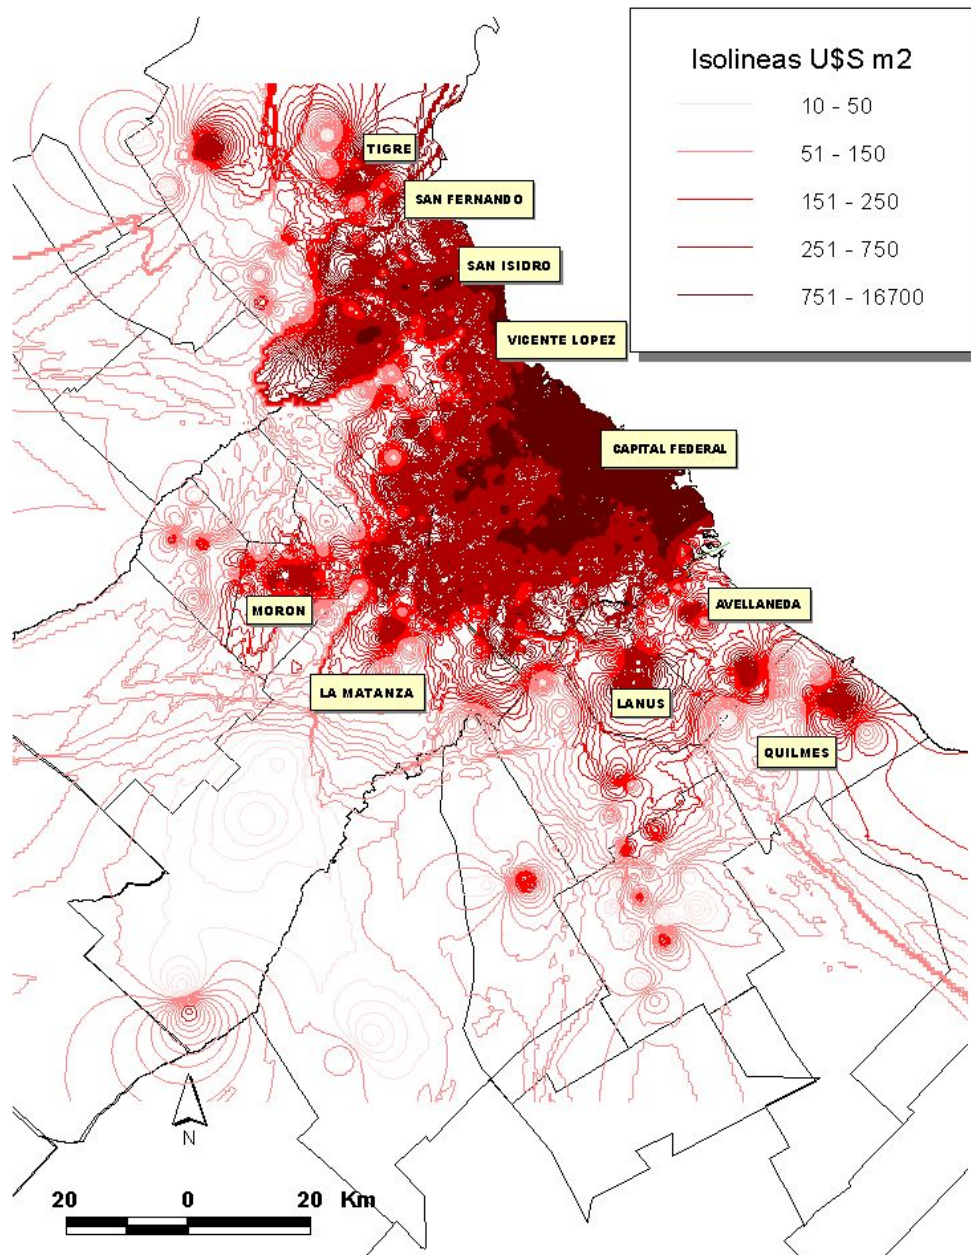 Isolineas U$S m2
10 - 50
51 - 150
151 - 250
251 - 750
751 - 16700
TIGRE
SAN FERNANDO
SAN ISIDRO
VICENTE LOPEZ
CAPITAL FEDERAL
AVELLANEDA
MORON
LA MATANZA
LANUS
QUILMES
N
20 0 20 Km